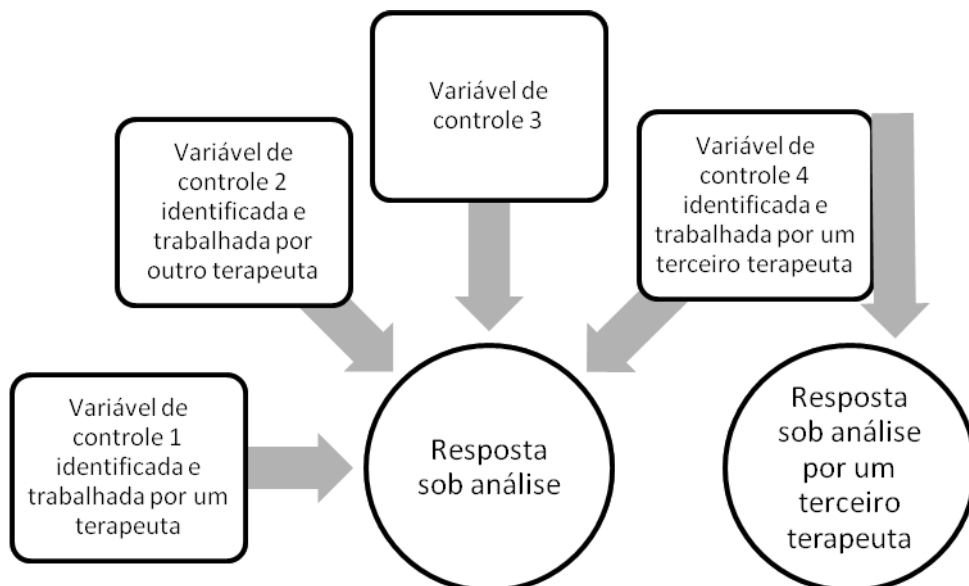 Variável de
controle 3
Variável de
controle 2
identificada e
trabalhada por
outro terapeuta
Variável de
controle 4
identificada e
trabalhada por um
terceiro terapeuta
Variável de
controle 1
identificada e
trabalhada por um
terapeuta
Resposta
sob análise
Resposta
sob análise
por um
terceiro
terapeuta